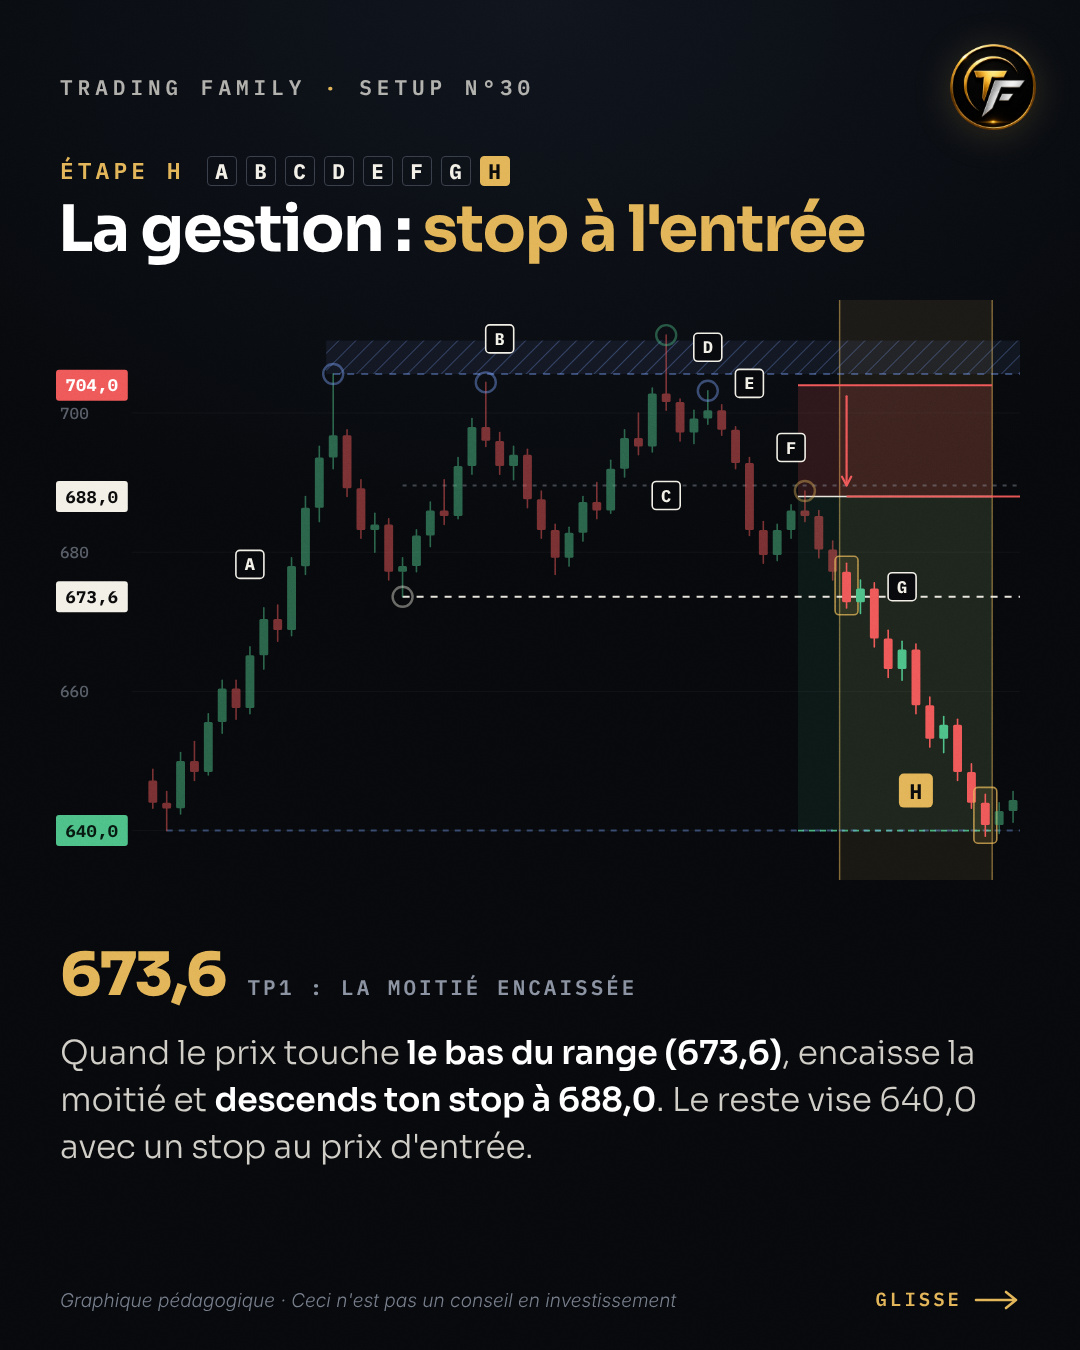 TRADING FAMILY · SETUP N°30
TF
ÉTAPE H A B C D E F G H
La gestion : stop à l'entrée
B
D
E
704,0
700
F
688,0
C
680
A
673,6
G
660
H
640,0
673,6 TP1 : LA MOITIÉ ENCAISSÉE
Quand le prix touche le bas du range (673,6), encaisse la
moitié et descends ton stop à 688,0. Le reste vise 640,0
avec un stop au prix d'entrée.
Graphique pédagogique · Ceci n'est pas un conseil en investissement
GLISSE →